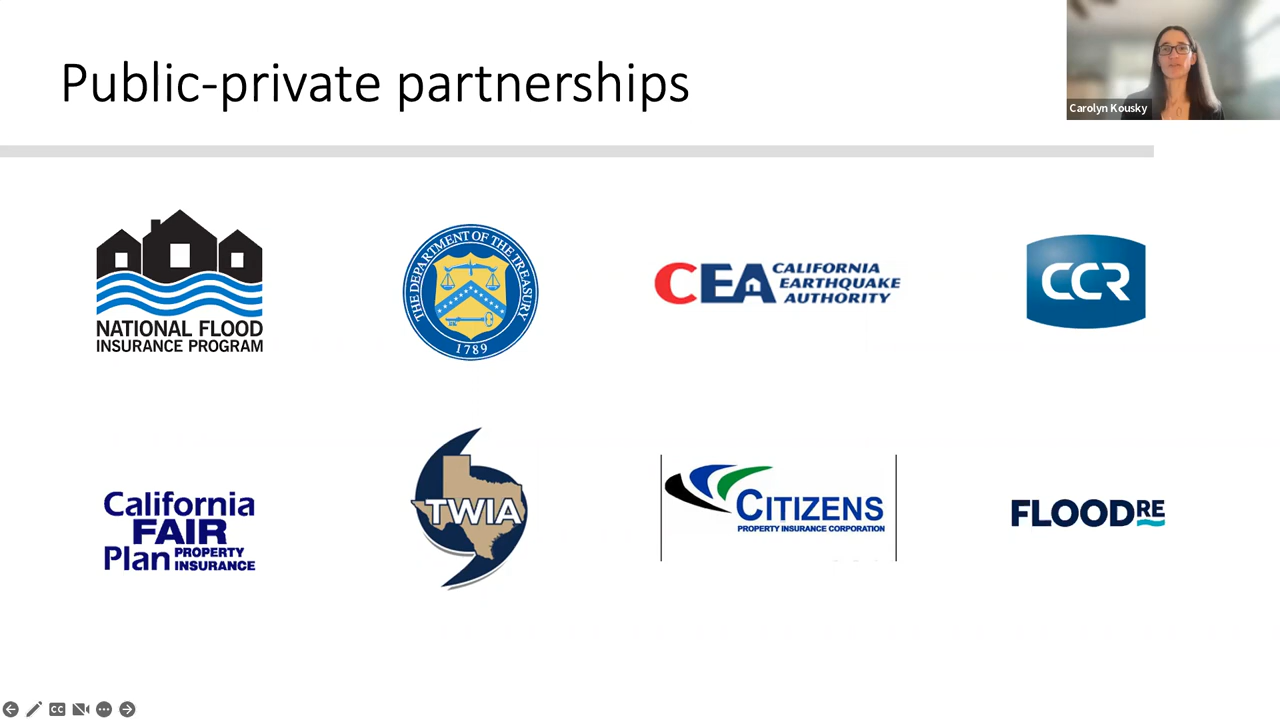 Public-private partnerships
Carolyn Kousky
NATIONAL FLOOD
INSURANCE PROGRAM
THE DEPARTMENT OF THE TREASURY
1789
CEA CALIFORNIA
EARTHQUAKE
AUTHORITY
CCR
California
FAIR
Plan PROPERTY
INSURANCE
TWIA
CITIZENS
PROPERTY INSURANCE CORPORATION
FLOODRE
CC